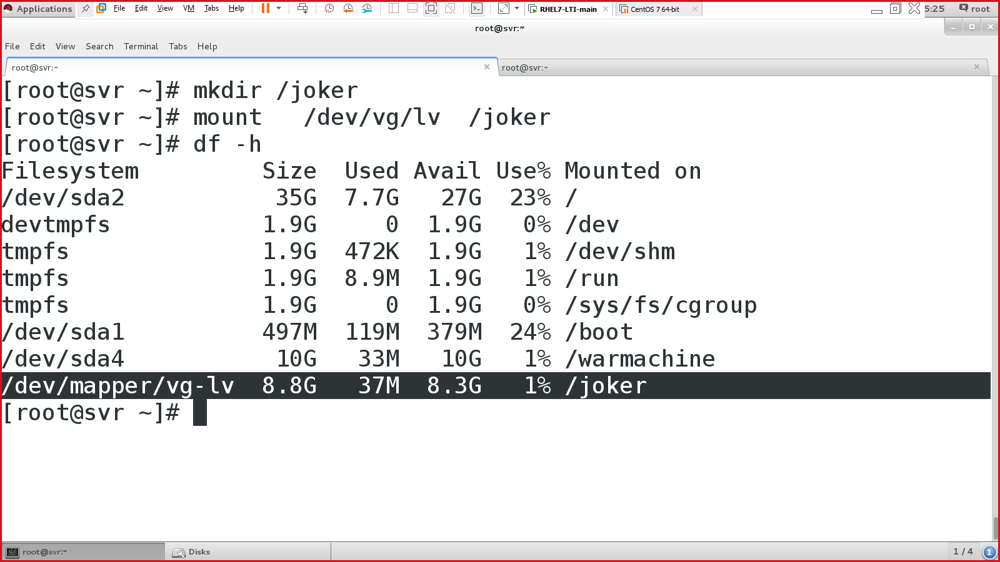 Applications File Edit View VM Tabs Help RHEL7-LTI-main CentOS 7 64-bit 5:25 root
root@svr:~
File Edit View Search Terminal Tabs Help
root@svr:~ root@svr:~
[root@svr ~]# mkdir /joker
[root@svr ~]# mount   /dev/vg/lv  /joker
[root@svr ~]# df -h
Filesystem          Size  Used Avail Use% Mounted on
/dev/sda2           35G  7.7G   27G  23% /
devtmpfs           1.9G     0  1.9G   0% /dev
tmpfs              1.9G  472K  1.9G   1% /dev/shm
tmpfs              1.9G  8.9M  1.9G   1% /run
tmpfs              1.9G     0  1.9G   0% /sys/fs/cgroup
/dev/sda1          497M  119M  379M  24% /boot
/dev/sda4           10G   33M   10G   1% /warmachine
/dev/mapper/vg-lv  8.8G   37M  8.3G   1% /joker
[root@svr ~]#
root@svr:~ Disks 1 / 4 1